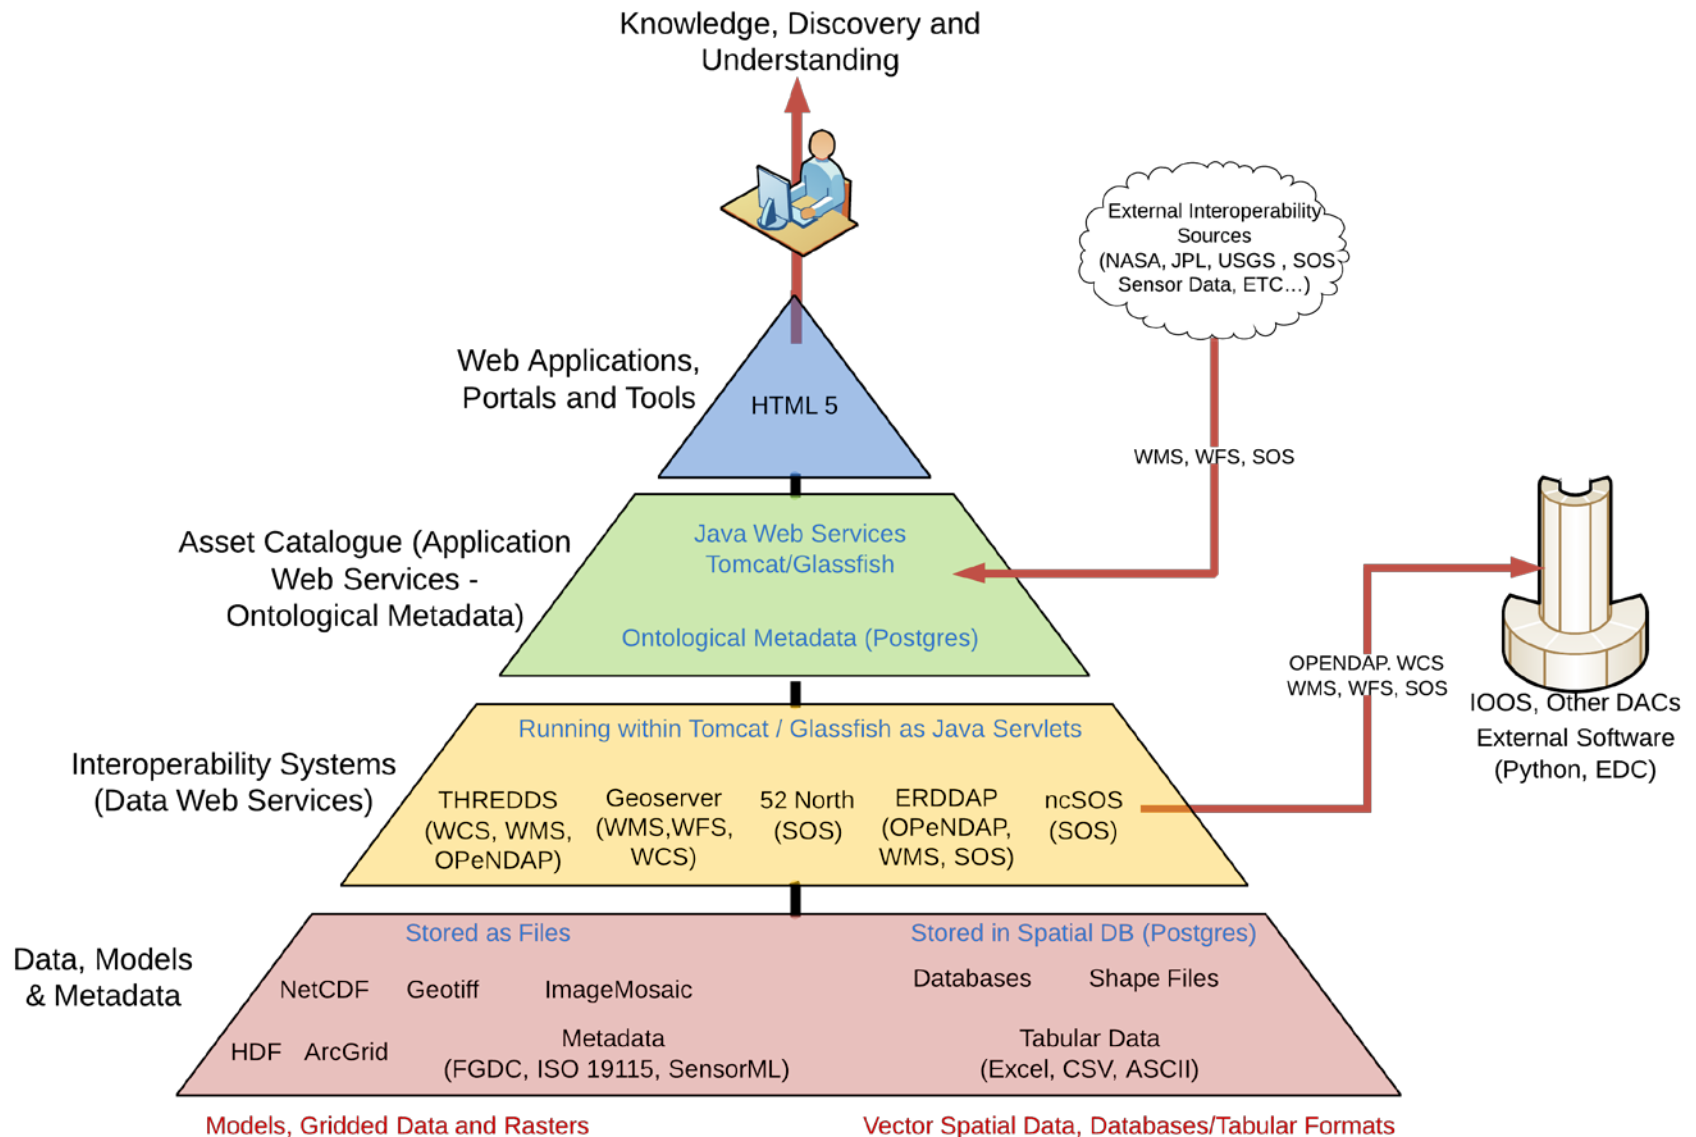 Knowledge, Discovery and
Understanding
External Interoperability
Sources
(NASA, JPL, USGS , SOS
Sensor Data, ETC...)
Web Applications,
Portals and Tools
HTML 5
WMS, WFS, SOS
Asset Catalogue (Application
Web Services -
Ontological Metadata)
Java Web Services
Tomcat/Glassfish
Ontological Metadata (Postgres)
OPENDAP. WCS
WMS, WFS, SOS
IOOS, Other DACs
External Software
(Python, EDC)
Interoperability Systems
(Data Web Services)
Running within Tomcat / Glassfish as Java Servlets
THREDDS
(WCS, WMS,
OPeNDAP)
Geoserver
(WMS,WFS,
WCS)
52 North
(SOS)
ERDDAP
(OPeNDAP,
WMS, SOS)
ncSOS
(SOS)
Data, Models
& Metadata
Stored as Files
NetCDF
Geotiff
ImageMosaic
HDF
ArcGrid
Metadata
(FGDC, ISO 19115, SensorML)
Stored in Spatial DB (Postgres)
Databases
Shape Files
Tabular Data
(Excel, CSV, ASCII)
Models, Gridded Data and Rasters
Vector Spatial Data, Databases/Tabular Formats